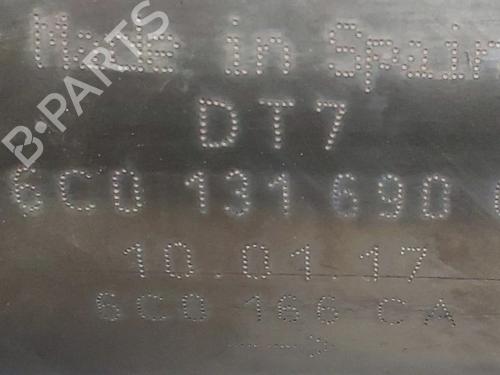 Made in Spain
DT7
6C0 131 690
10.01.17
6C0 166 CA
B-PARTS